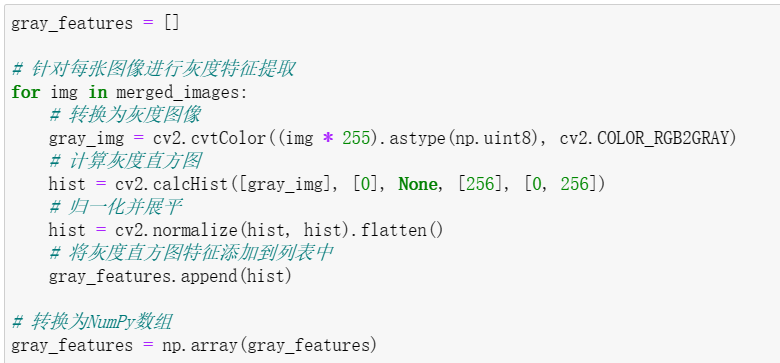 gray_features = []
# 针对每张图像进行灰度特征提取
for img in merged_images:
    # 转换为灰度图像
    gray_img = cv2.cvtColor((img * 255).astype(np.uint8), cv2.COLOR_RGB2GRAY)
    # 计算灰度直方图
    hist = cv2.calcHist([gray_img], [0], None, [256], [0, 256])
    # 归一化并展平
    hist = cv2.normalize(hist, hist).flatten()
    # 将灰度直方图特征添加到列表中
    gray_features.append(hist)
# 转换为NumPy数组
gray_features = np.array(gray_features)